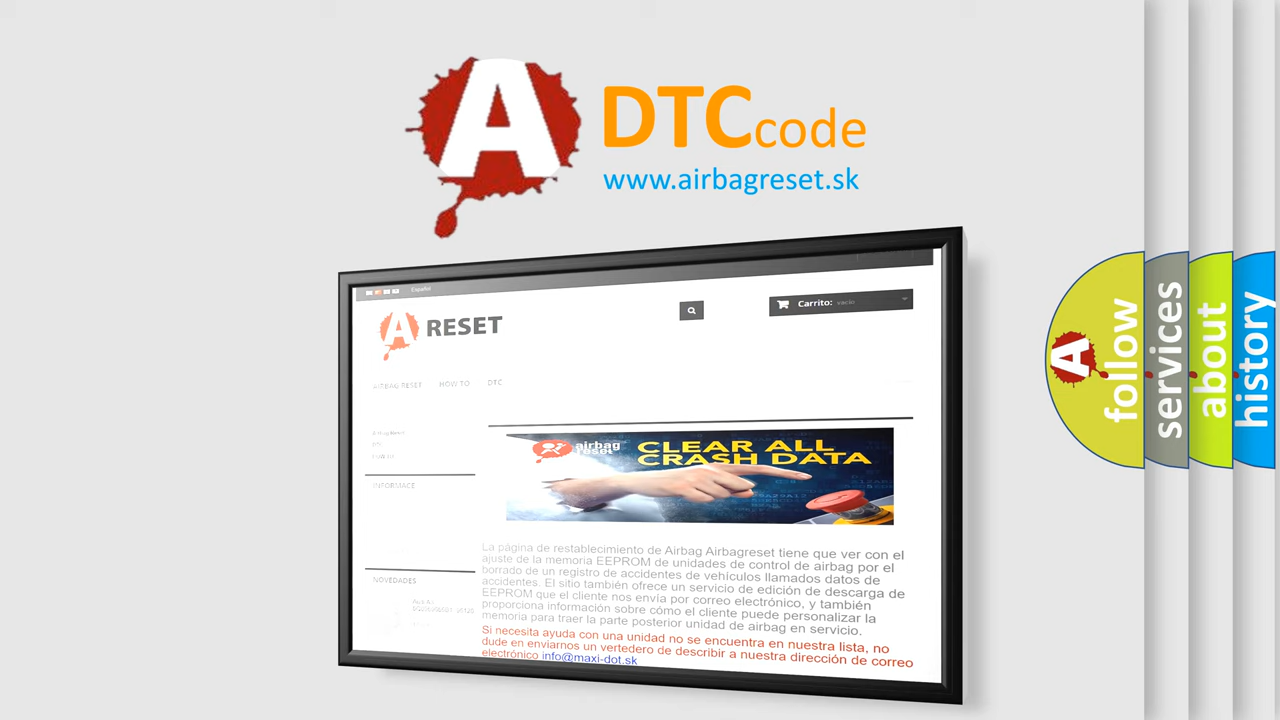 A
DTC code
www.airbagreset.sk
Español
A RESET
Carrito: vacío
AIRBAG RESET HOW TO DTC
INFORMACE
airbag
reset
CLEAR ALL
CRASH DATA
La página de restablecimiento de Airbag Airbagreset tiene que ver con el
ajuste de la memoria EEPROM de unidades de control de airbag por el
borrado de un registro de accidentes de vehículos llamados datos de
accidentes. El sitio también ofrece un servicio de edición de descarga de
EEPROM que el cliente nos envía por correo electrónico, y también
proporciona información sobre cómo el cliente puede personalizar la
memoria para traer la parte posterior unidad de airbag en servicio.
Si necesita ayuda con una unidad no se encuentra en nuestra lista, no
dude en enviarnos un vertedero de describir a nuestra dirección de correo
electrónico info@maxi-dot.sk
NOVEDADES
A
follow
services
about
history